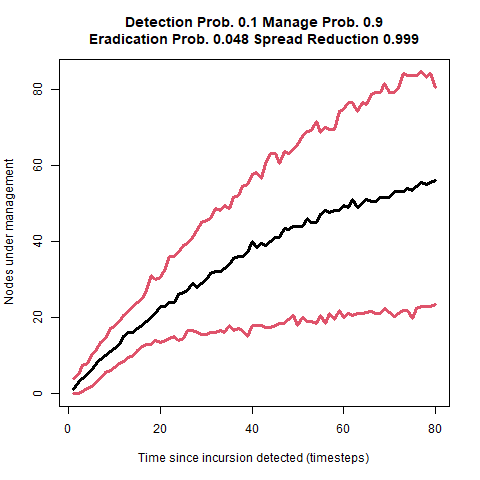 Detection Prob. 0.1 Manage Prob. 0.9
Eradication Prob. 0.048 Spread Reduction 0.999
Nodes under management
80
60
40
20
0
0 20 40 60 80
Time since incursion detected (timesteps)